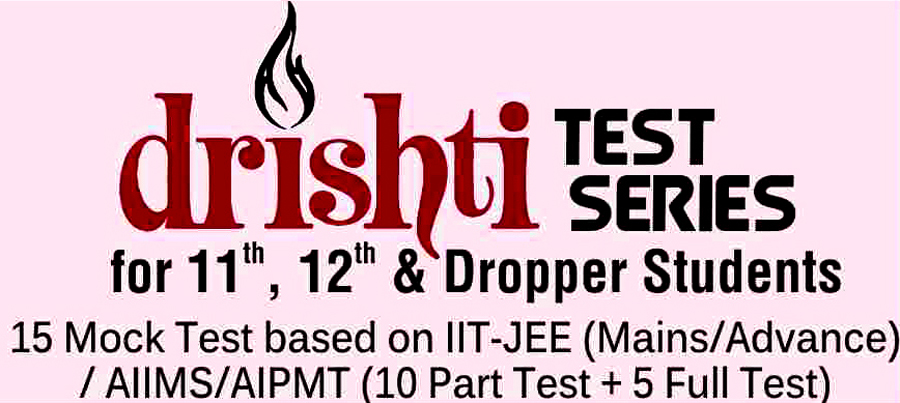 drishti TEST SERIES
for 11th, 12th & Dropper Students
15 Mock Test based on IIT-JEE (Mains/Advance)
/ AIIMS/AIPMT (10 Part Test + 5 Full Test)